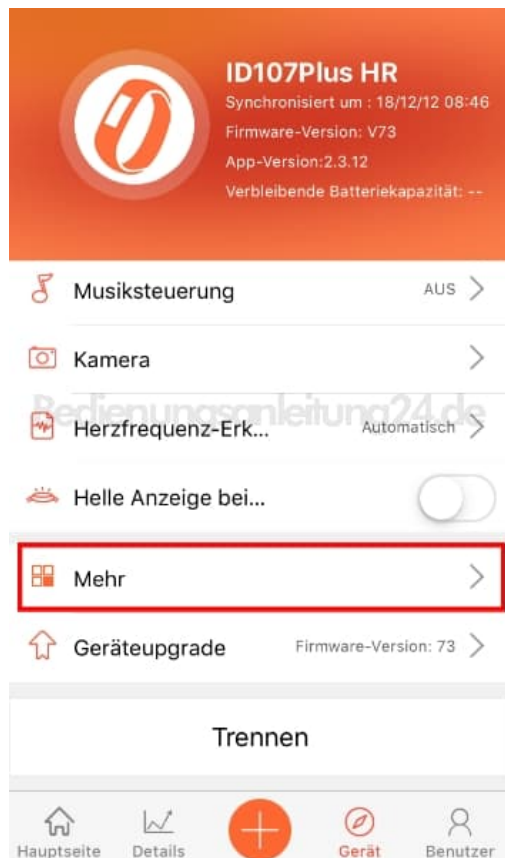 ID107Plus HR
Synchronisiert um : 18/12/12 08:46
Firmware-Version: V73
App-Version:2.3.12
Verbleibende Batteriekapazität: --
Musiksteuerung AUS
Kamera
Bedienungsanleitung24.de
Herzfrequenz-Erk... Automatisch
Helle Anzeige bei...
Mehr
Geräteupgrade Firmware-Version: 73
Trennen
Hauptseite Details Gerät Benutzer